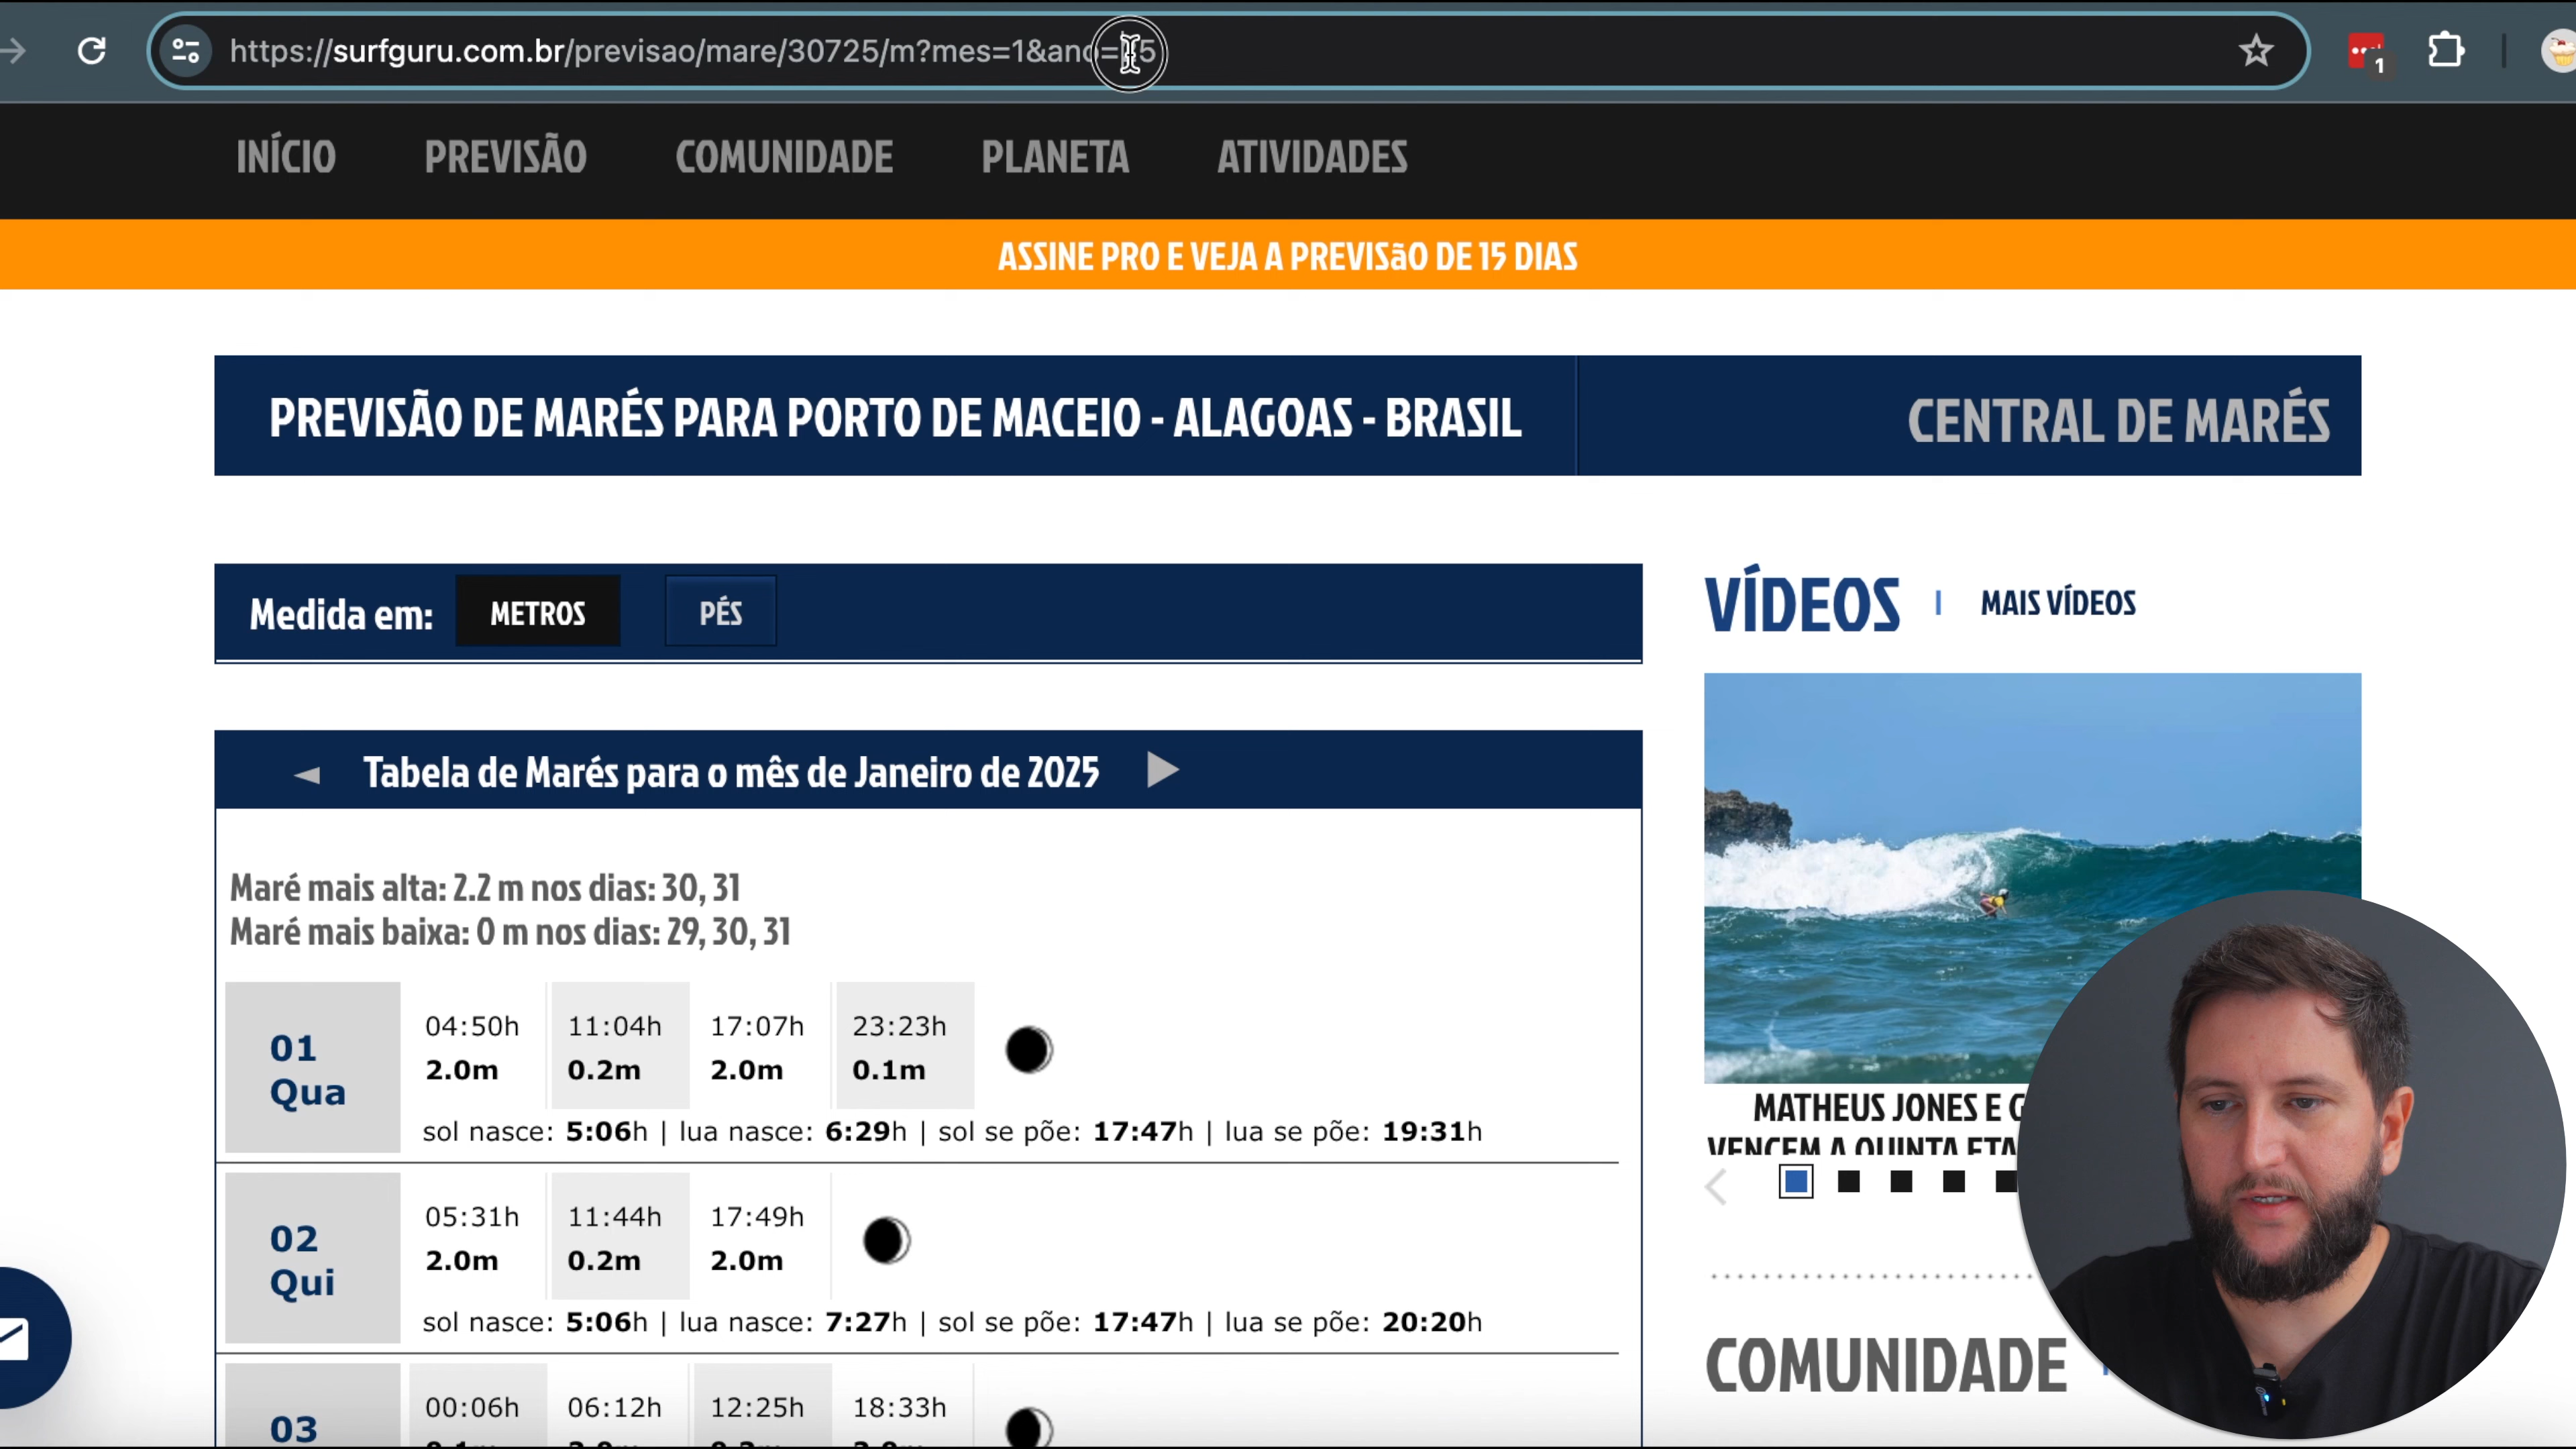 https://surfguru.com.br/previsao/mare/30725/m?mes=1&ano=25
1
INÍCIO PREVISÃO COMUNIDADE PLANETA ATIVIDADES
ASSINE PRO E VEJA A PREVISãO DE 15 DIAS
PREVISÃO DE MARÉS PARA PORTO DE MACEIO - ALAGOAS - BRASIL
CENTRAL DE MARÉS
Medida em: METROS PÉS
Tabela de Marés para o mês de Janeiro de 2025
Maré mais alta: 2.2 m nos dias: 30, 31
Maré mais baixa: 0 m nos dias: 29, 30, 31
01
Qua
04:50h 11:04h 17:07h 23:23h
2.0m 0.2m 2.0m 0.1m
sol nasce: 5:06h | lua nasce: 6:29h | sol se põe: 17:47h | lua se põe: 19:31h
02
Qui
05:31h 11:44h 17:49h
2.0m 0.2m 2.0m
sol nasce: 5:06h | lua nasce: 7:27h | sol se põe: 17:47h | lua se põe: 20:20h
03
00:06h 06:12h 12:25h 18:33h
VÍDEOS | MAIS VÍDEOS
MATHEUS JONES E
VENCEM A QUINTA
COMUNIDADE